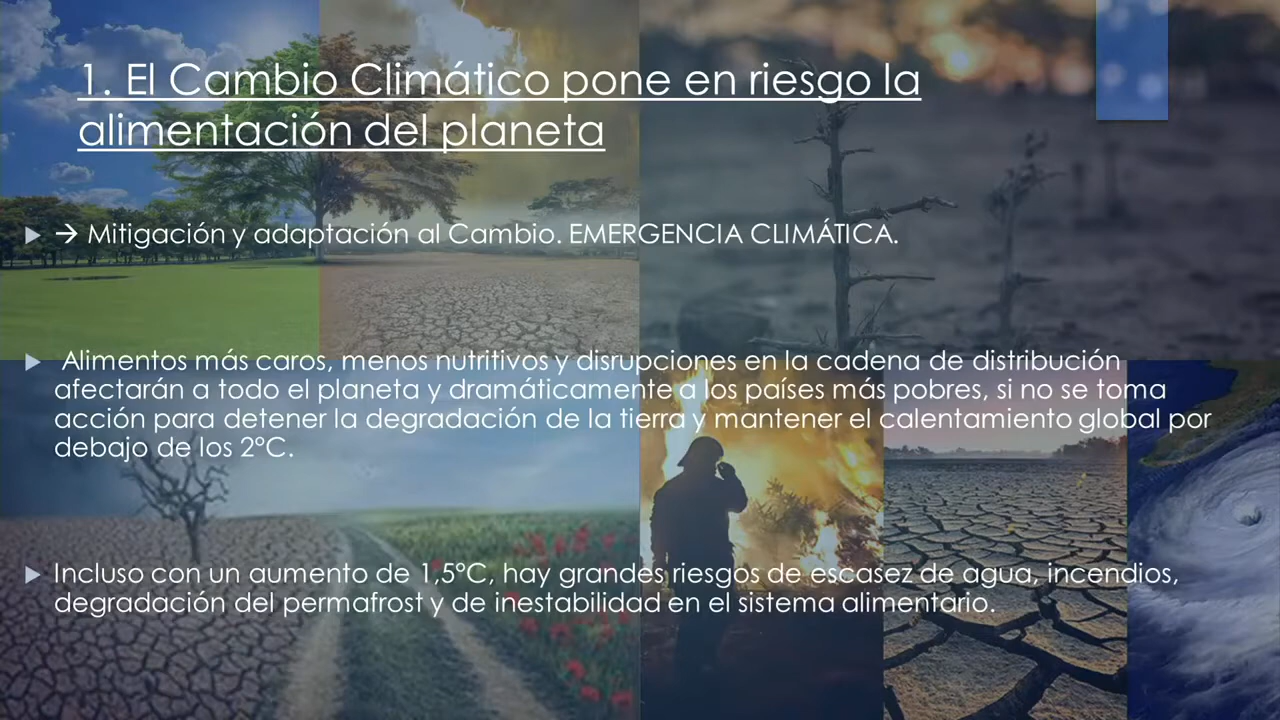 1. El Cambio Climático pone en riesgo la
alimentación del planeta
→ Mitigación y adaptación al Cambio. EMERGENCIA CLIMÁTICA.
Alimentos más caros, menos nutritivos y disrupciones en la cadena de distribución
afectarán a todo el planeta y dramáticamente a los países más pobres, si no se toma
acción para detener la degradación de la tierra y mantener el calentamiento global por
debajo de los 2ºC.
Incluso con un aumento de 1,5ºC, hay grandes riesgos de escasez de agua, incendios,
degradación del permafrost y de inestabilidad en el sistema alimentario.